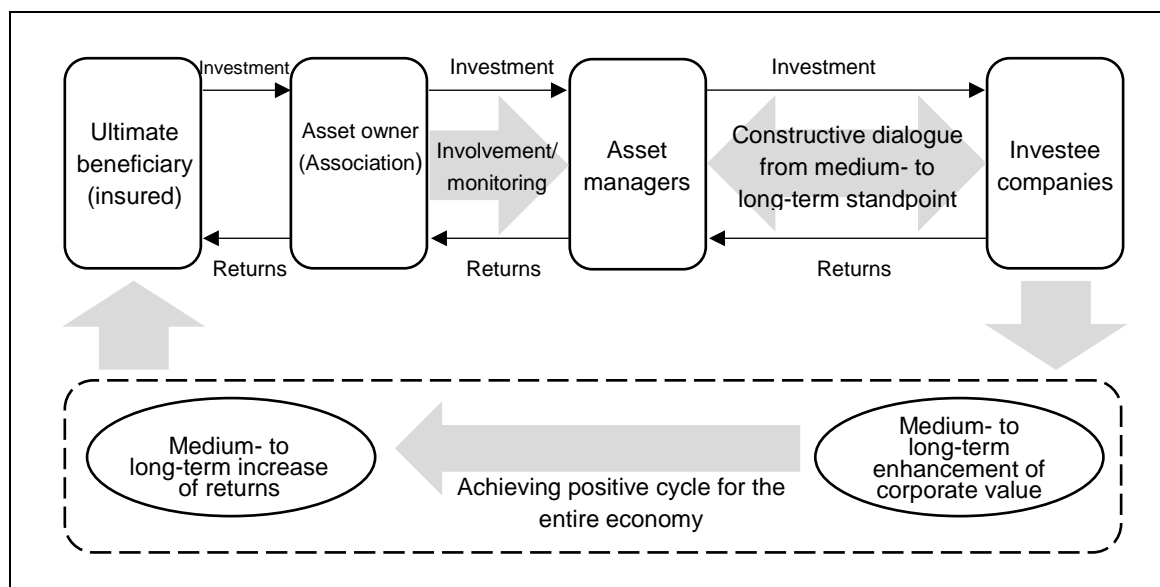 Investment
Investment
Investment
Ultimate
beneficiary
(insured)
Asset owner
(Association)
Involvement/
monitoring
Asset
managers
Constructive dialogue
from medium- to
long-term standpoint
Investee
companies
Returns
Returns
Returns
Medium- to
long-term increase
of returns
Achieving positive cycle for the
entire economy
Medium- to
long-term
enhancement of
corporate value